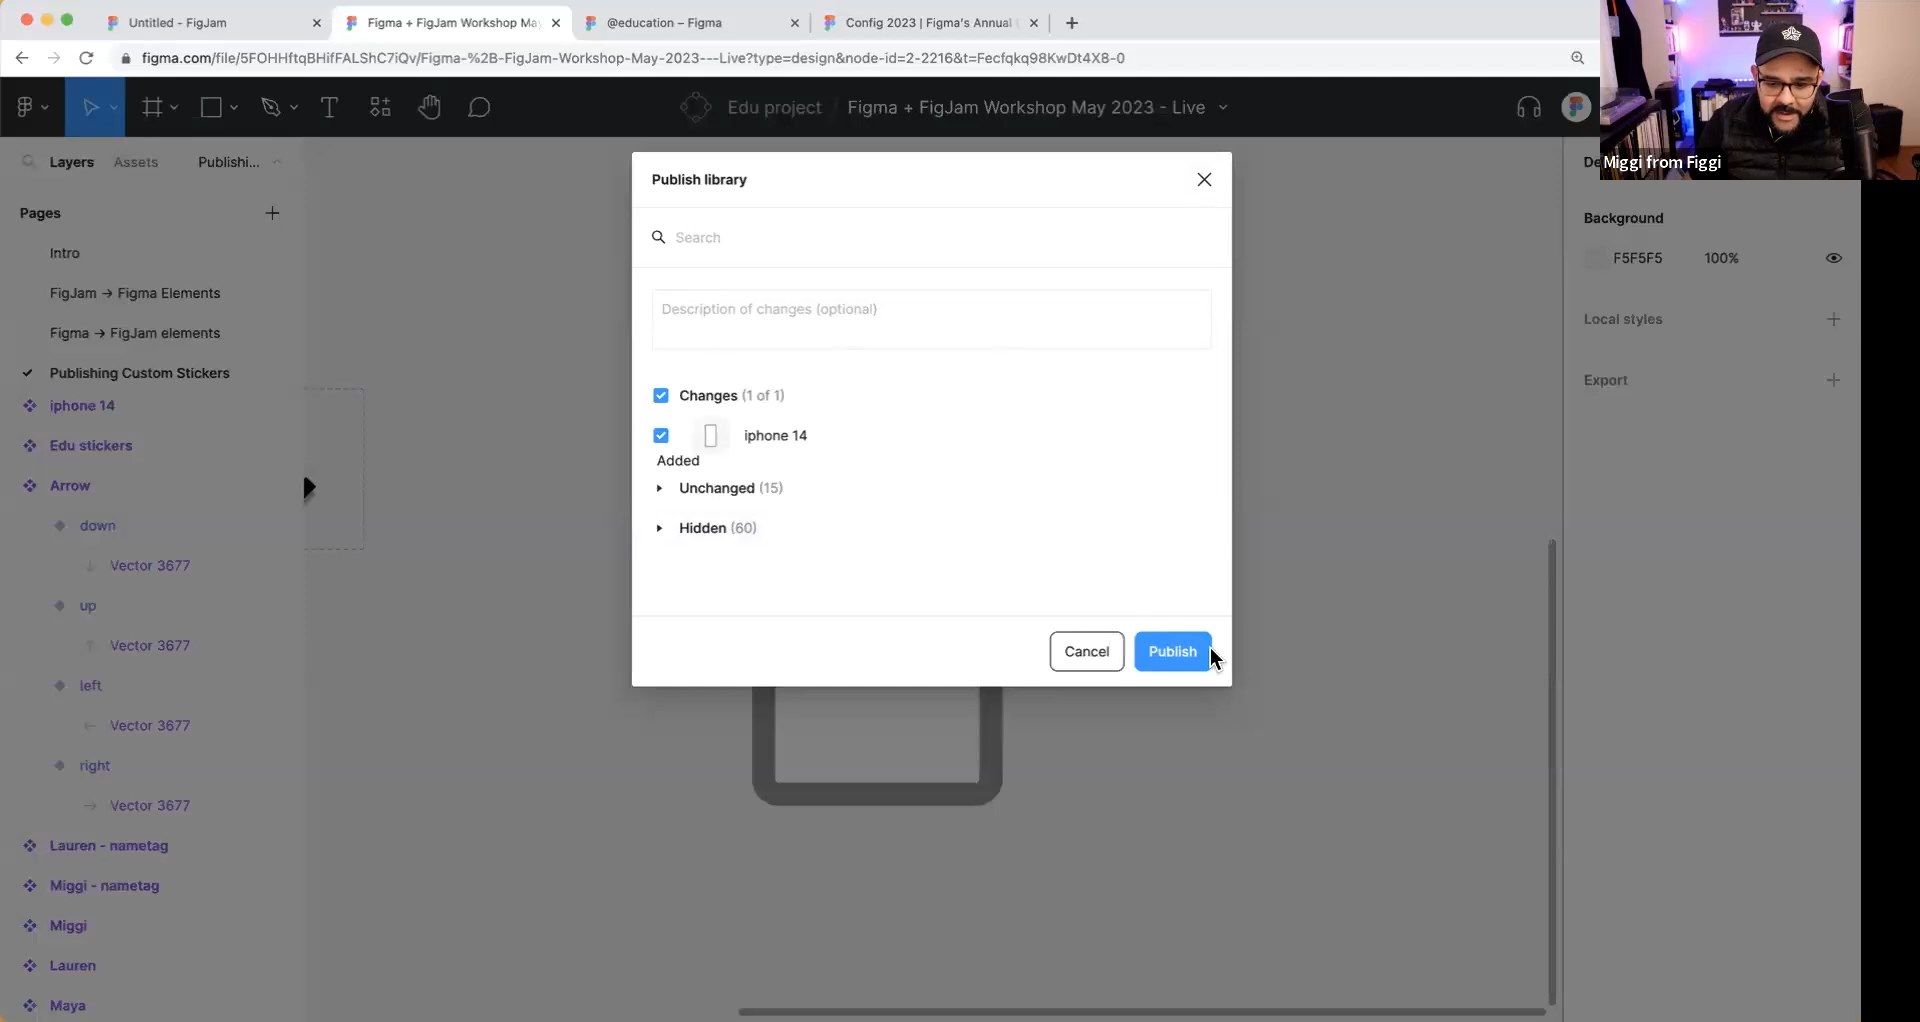 Untitled - FigJam
Figma + FigJam Workshop Ma
@education – Figma
Config 2023 | Figma's Annual
figma.com/file/5FOHHftqBHifFALShC7iQv/Figma-%2B-FigJam-Workshop-May-2023---Live?type=design&node-id=2-2216&t=Fecfqkq98KwDt4X8-0
Edu project / Figma + FigJam Workshop May 2023 - Live
Miggi from Figgi
Layers
Assets
Publishi...
De
Pages
Intro
FigJam → Figma Elements
Figma → FigJam elements
Publishing Custom Stickers
iphone 14
Edu stickers
Arrow
down
Vector 3677
up
Vector 3677
left
Vector 3677
right
Vector 3677
Lauren - nametag
Miggi - nametag
Miggi
Lauren
Maya
Publish library
Search
Description of changes (optional)
Changes (1 of 1)
iphone 14
Added
Unchanged (15)
Hidden (60)
Cancel
Publish
Background
F5F5F5 100%
Local styles
Export